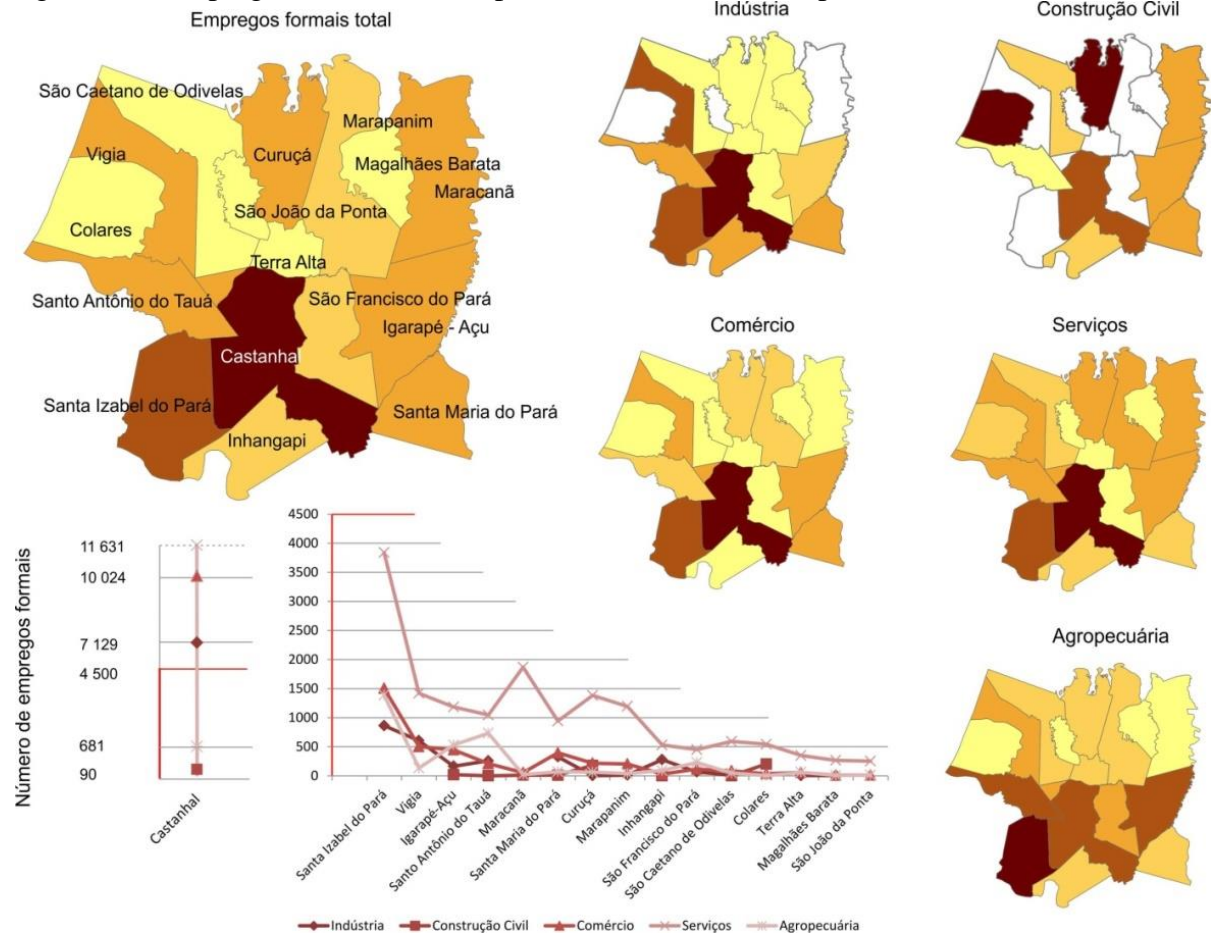 Empregos formais total
Indústria
Construção Civil
São Caetano de Odivelas
Marapanim
Vigia
Curuçá
Magalhães Barata
Maracanã
São João da Ponta
Colares
Terra Alta
Santo Antônio do Tauá
São Francisco do Pará
Igarapé - Açu
Castanhal
Santa Izabel do Pará
Santa Maria do Pará
Inhangapi
Comércio
Serviços
Agropecuária
Número de empregos formais
11 631
10 024
7 129
4 500
681
90
Castanhal
4500
4000
3500
3000
2500
2000
1500
1000
500
0
Santa Izabel do Pará
Vigia
Igarapé-Açu
Santo Antônio do Tauá
Maracanã
Santa Maria do Pará
Curuçá
Marapanim
Inhangapi
São Francisco do Pará
São Caetano de Odivelas
Colares
Terra Alta
Magalhães Barata
São João da Ponta
Indústria Construção Civil Comércio Serviços Agropecuária